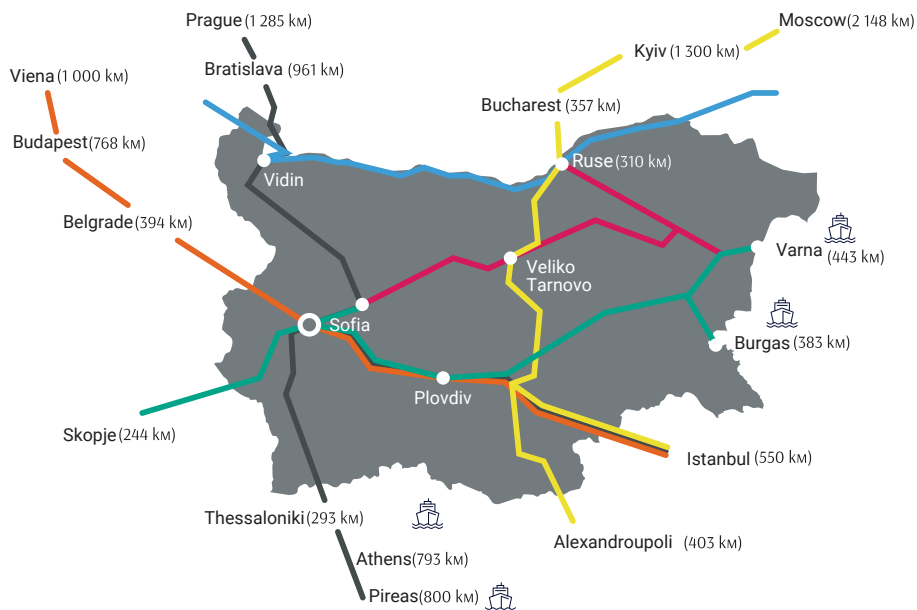 Prague (1 285 км)
Moscow (2 148 км)
Kyiv (1 300 км)
Bratislava (961 км)
Viena (1 000 км)
Bucharest (357 км)
Budapest (768 км)
Ruse (310 км)
Vidin
Belgrade (394 км)
Varna
(443 км)
Veliko
Tarnovo
Sofia
Burgas (383 км)
Plovdiv
Skopje (244 км)
Istanbul (550 км)
Thessaloniki (293 км)
Alexandroupoli (403 км)
Athens (793 км)
Pireas (800 км)